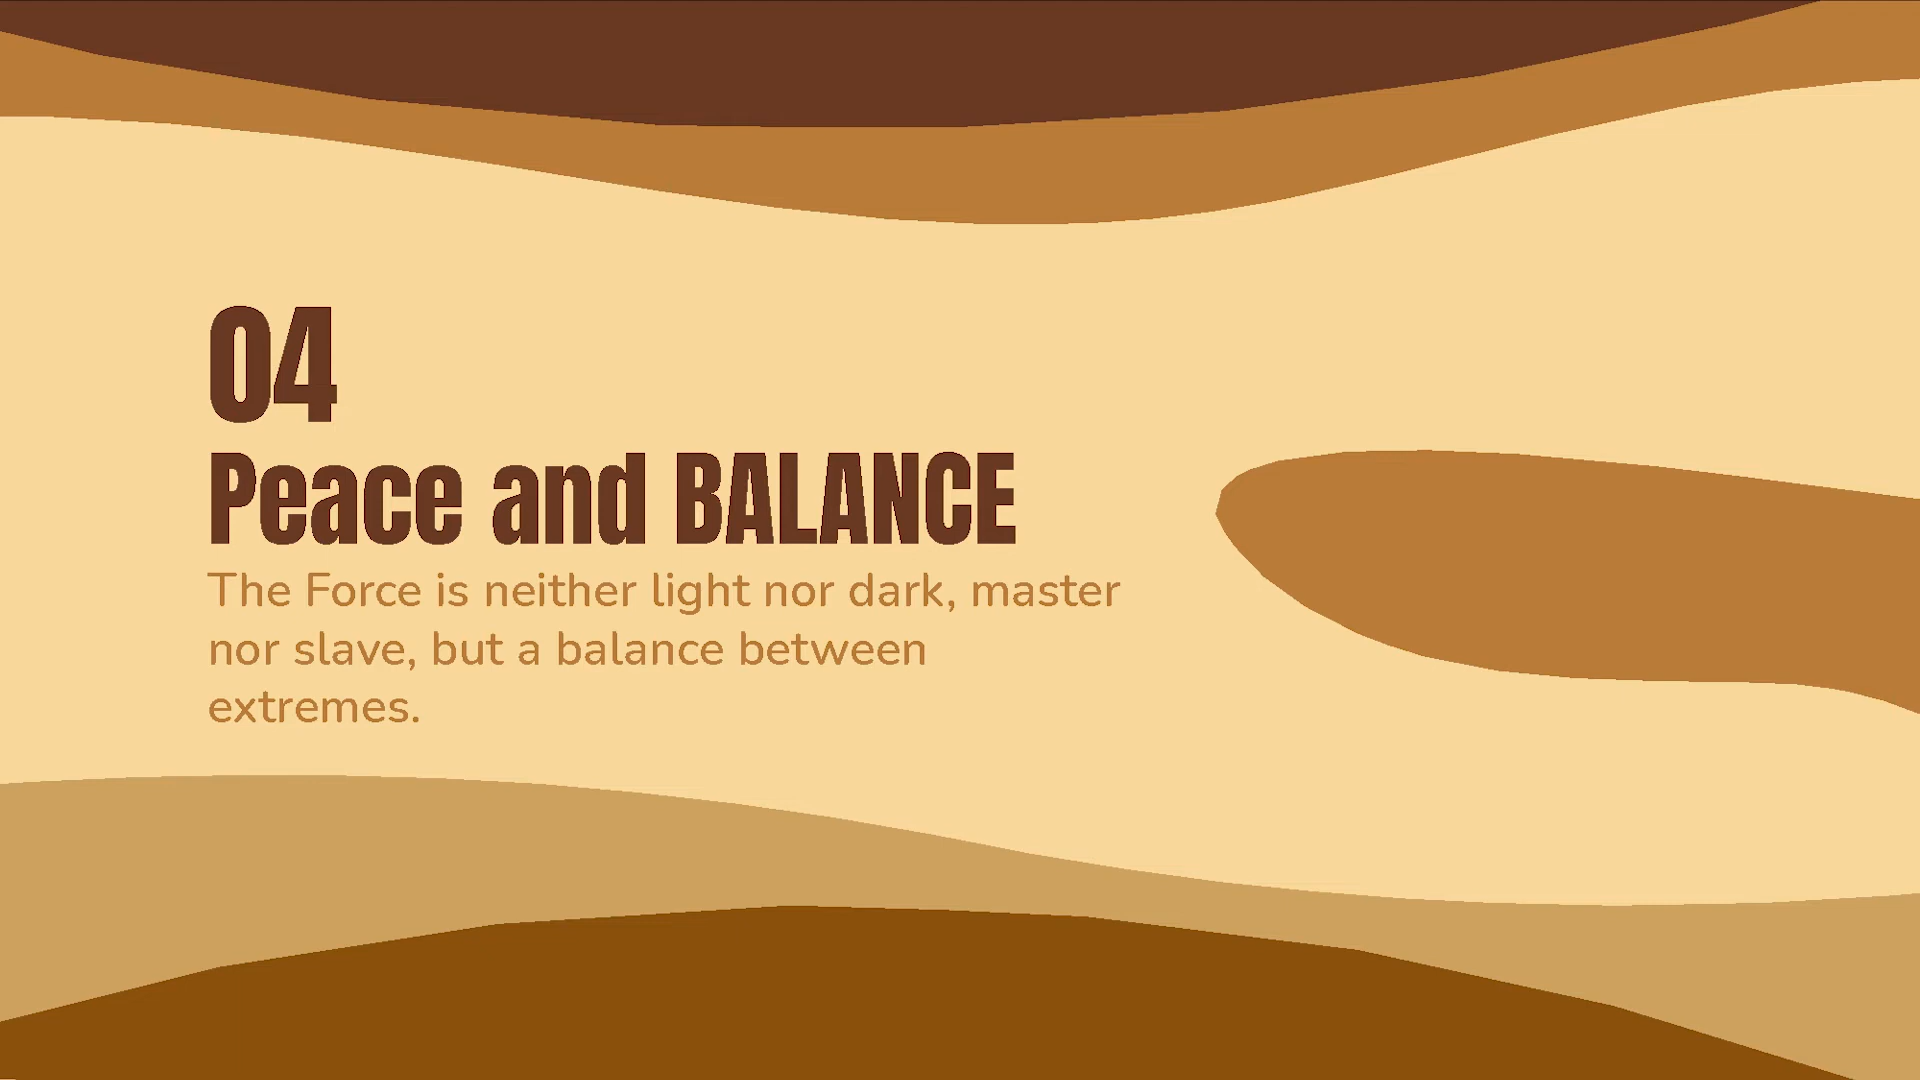 04
Peace and BALANCE
The Force is neither light nor dark, master
nor slave, but a balance between
extremes.